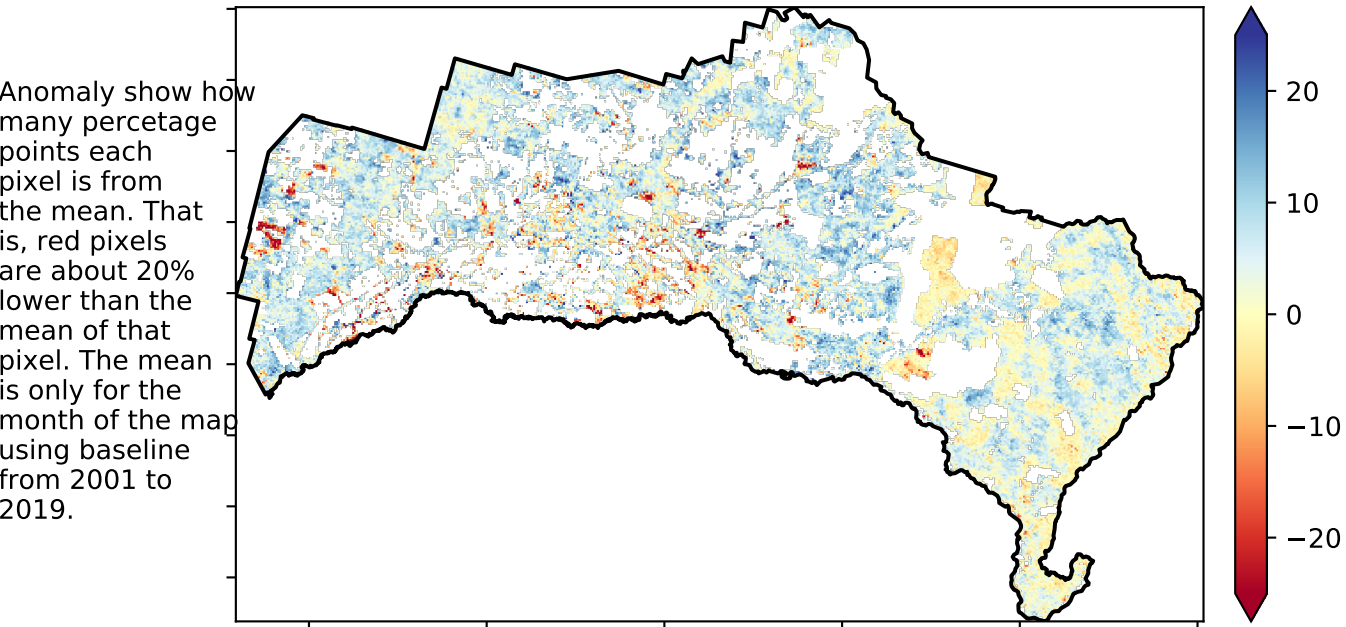 Anomaly show how
many percetage
points each
pixel is from
the mean. That
is, red pixels
are about 20%
lower than the
mean of that
pixel. The mean
is only for the
month of the map
using baseline
from 2001 to
2019.
20
10
0
−10
−20